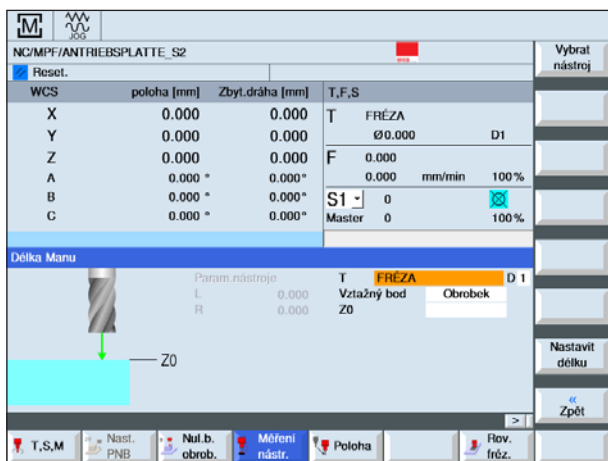 M JOG
NC/MPF/ANTRIEBSPLATTE_S2
Reset.
WCS poloha [mm] Zbyt.dráha [mm] T,F,S
X 0.000 0.000 T FRÉZA
Y 0.000 0.000 Ø0.000 D1
Z 0.000 0.000 F 0.000
A 0.000 ° 0.000° 0.000 mm/min 100%
B 0.000 ° 0.000° S1 0
C 0.000 ° 0.000° Master 0 100%
Délka Manu
Param.nástroje T FRÉZA D 1
L 0.000 Vztažný bod Obrobek
R 0.000 Z0
Z0
>
Vybrat nástroj
Nastavit délku
« Zpět
T,S,M
Nast. PNB
Nul.b. obrob.
Měření nástr.
Poloha
Rov. fréz.